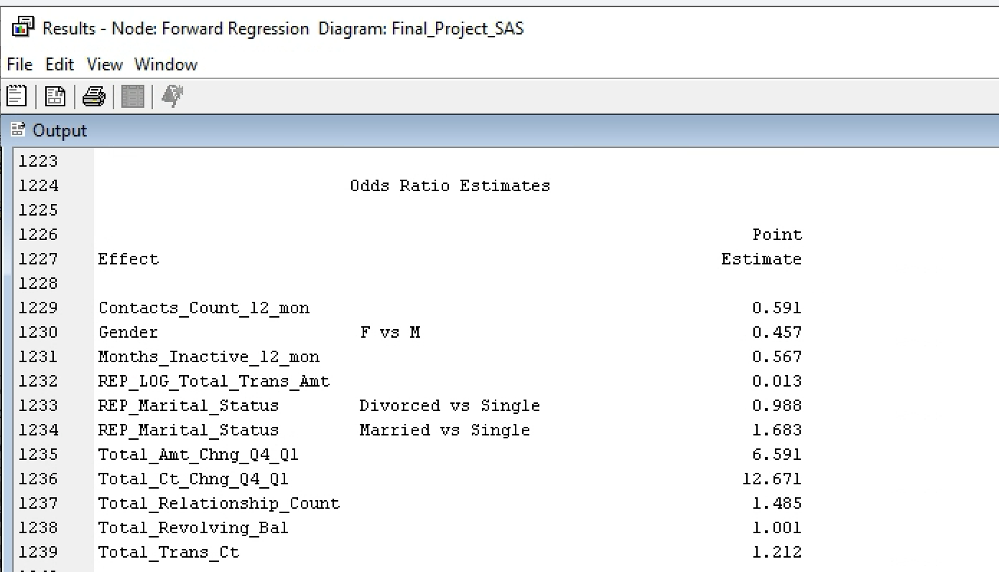 Results - Node: Forward Regression Diagram: Final_Project_SAS
File Edit View Window
Output
1223
1224 Odds Ratio Estimates
1225
1226 Point
1227 Effect Estimate
1228
1229 Contacts_Count_12_mon 0.591
1230 Gender F vs M 0.457
1231 Months_Inactive_12_mon 0.567
1232 REP_LOG_Total_Trans_Amt 0.013
1233 REP_Marital_Status Divorced vs Single 0.988
1234 REP_Marital_Status Married vs Single 1.683
1235 Total_Amt_Chng_Q4_Q1 6.591
1236 Total_Ct_Chng_Q4_Q1 12.671
1237 Total_Relationship_Count 1.485
1238 Total_Revolving_Bal 1.001
1239 Total_Trans_Ct 1.212